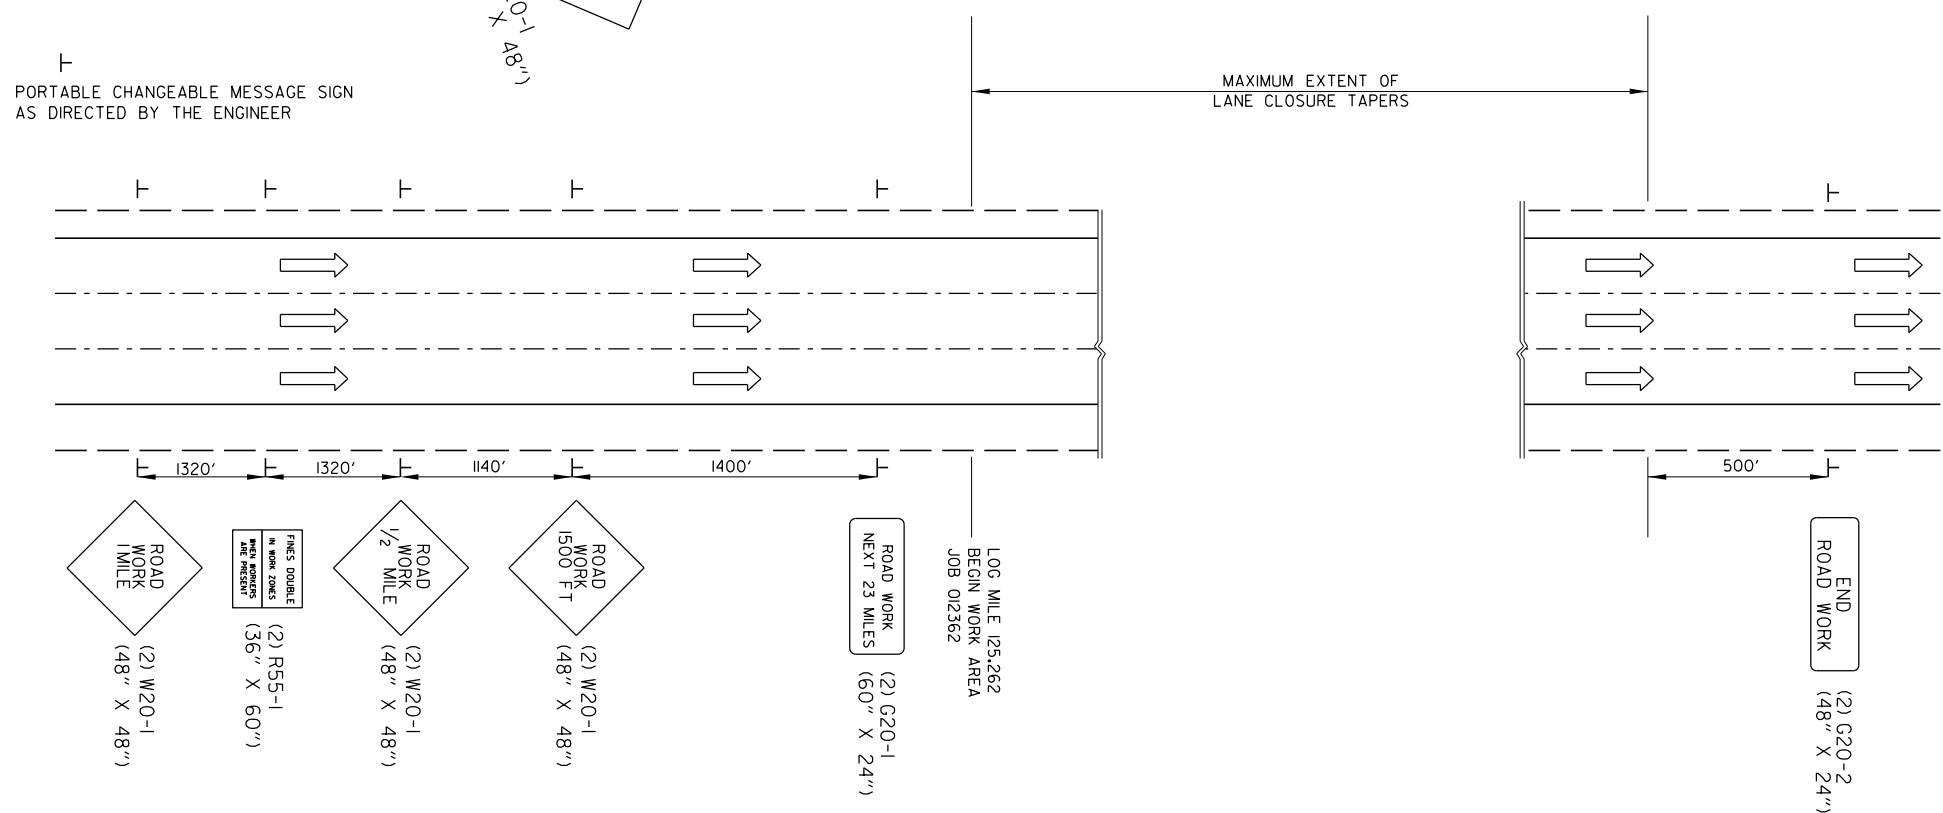 0-1
X 48")
PORTABLE CHANGEABLE MESSAGE SIGN
AS DIRECTED BY THE ENGINEER
MAXIMUM EXTENT OF
LANE CLOSURE TAPERS
1320'
1320'
1140'
1400'
500'
ROAD
WORK
1 MILE
(2) W20-1
(48" X 48")
FINES DOUBLE
IN WORK ZONES
WHEN WORKERS
ARE PRESENT
(2) R55-1
(36" X 60")
ROAD
WORK
1/2 MILE
(2) W20-1
(48" X 48")
ROAD
WORK
1500 FT
(2) W20-1
(48" X 48")
ROAD WORK
NEXT 23 MILES
(2) G20-1
(60" X 24")
LOG MILE 125.262
BEGIN WORK AREA
JOB 012362
END
ROAD WORK
(2) G20-2
(48" X 24")